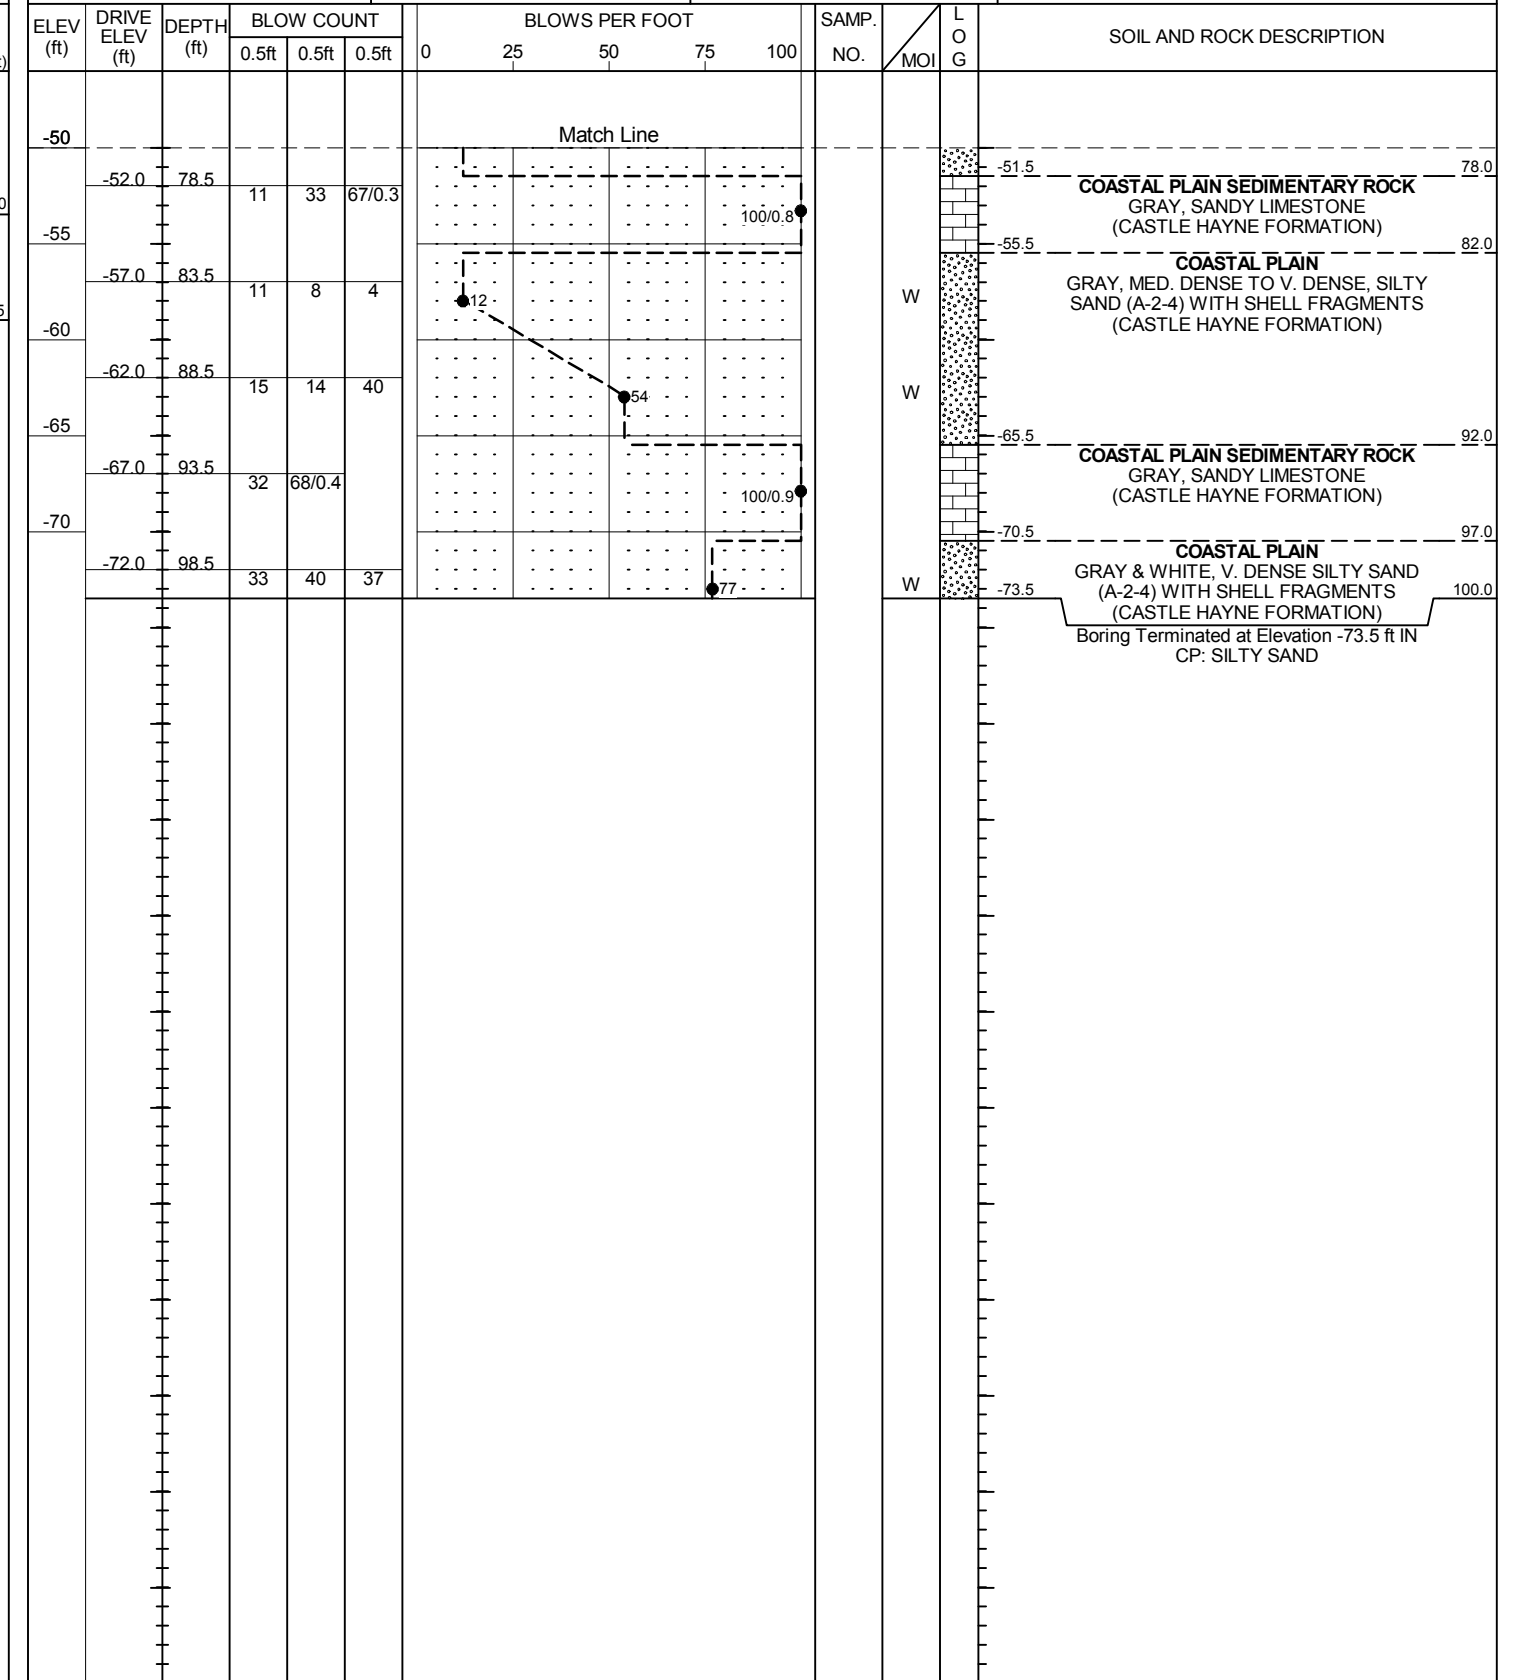 ELEV (ft) DRIVE ELEV (ft) DEPTH (ft) BLOW COUNT BLOWS PER FOOT SAMP. NO. MOI L O G SOIL AND ROCK DESCRIPTION
0.5ft 0.5ft 0.5ft 0 25 50 75 100
Match Line
-50
-51.5 78.0
-52.0 78.5 11 33 67/0.3 100/0.8
COASTAL PLAIN SEDIMENTARY ROCK
GRAY, SANDY LIMESTONE
(CASTLE HAYNE FORMATION)
-55
-55.5 82.0
-57.0 83.5 11 8 4 12 W
COASTAL PLAIN
GRAY, MED. DENSE TO V. DENSE, SILTY
SAND (A-2-4) WITH SHELL FRAGMENTS
(CASTLE HAYNE FORMATION)
-60
-62.0 88.5 15 14 40 54 W
-65
-65.5 92.0
-67.0 93.5 32 68/0.4 100/0.9
COASTAL PLAIN SEDIMENTARY ROCK
GRAY, SANDY LIMESTONE
(CASTLE HAYNE FORMATION)
-70
-70.5 97.0
-72.0 98.5 33 40 37 77 W
COASTAL PLAIN
GRAY & WHITE, V. DENSE SILTY SAND
(A-2-4) WITH SHELL FRAGMENTS
-73.5 100.0
(CASTLE HAYNE FORMATION)
Boring Terminated at Elevation -73.5 ft IN
CP: SILTY SAND